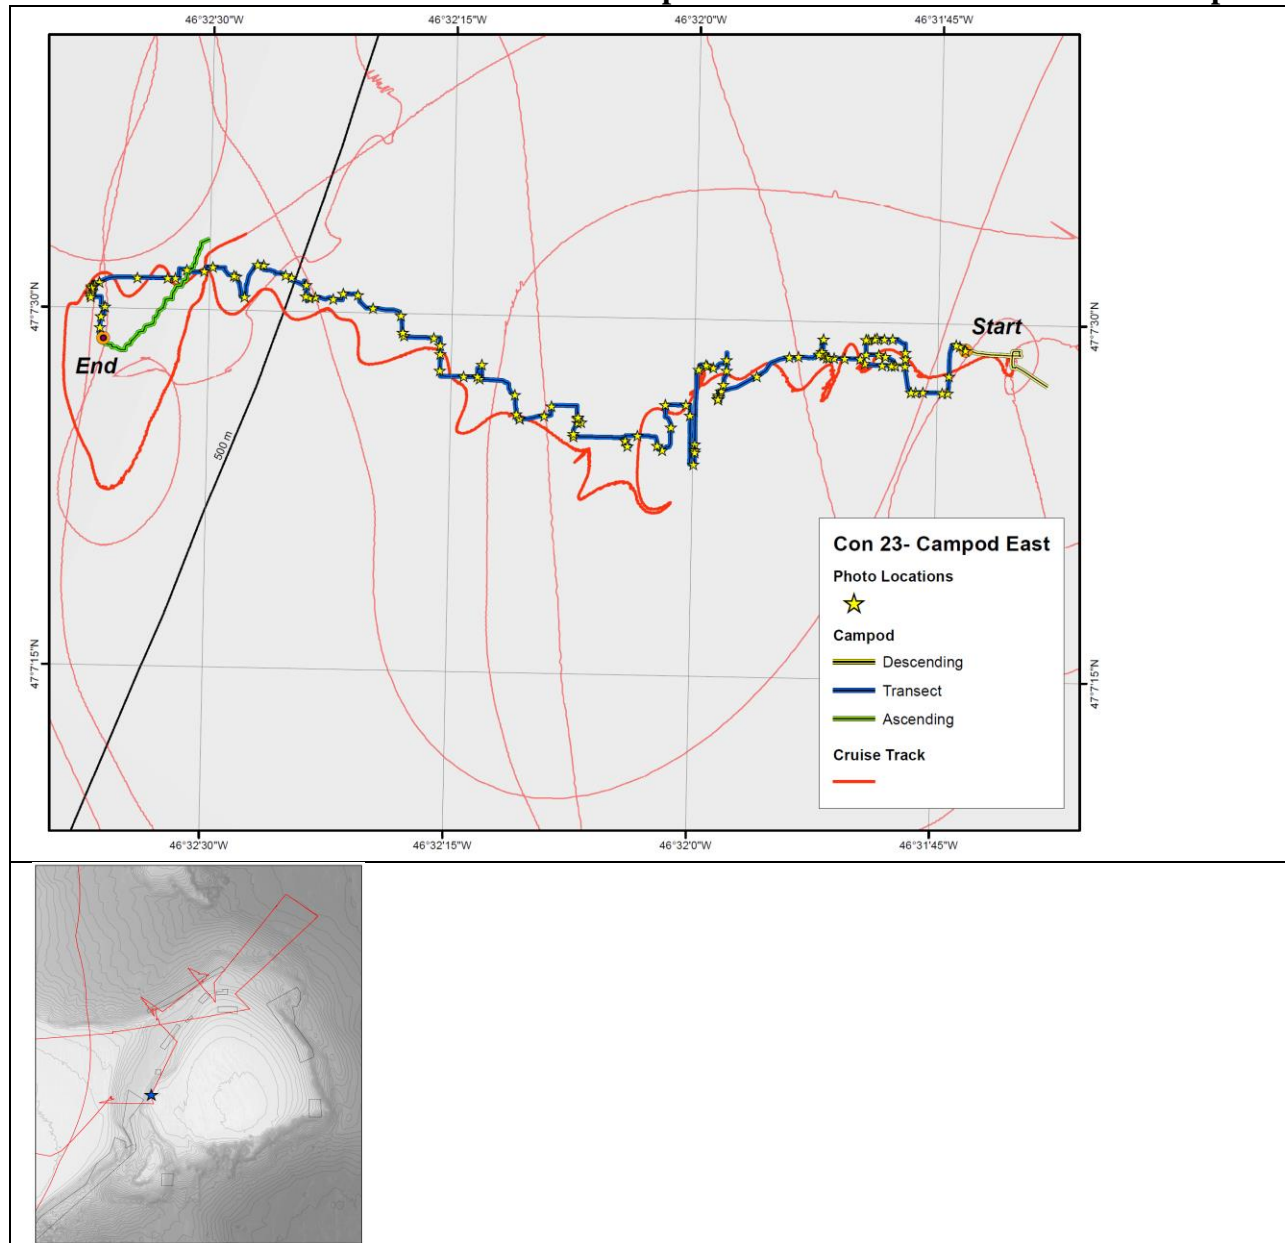 46°32'30"W 46°32'15"W 46°32'0"W 46°31'45"W
47°7'30"N 47°7'30"N
Start
End
500 m
Con 23- Campod East
Photo Locations
Campod
Descending
Transect
Ascending
Cruise Track
47°7'15"N 47°7'15"N
46°32'30"W 46°32'15"W 46°32'0"W 46°31'45"W